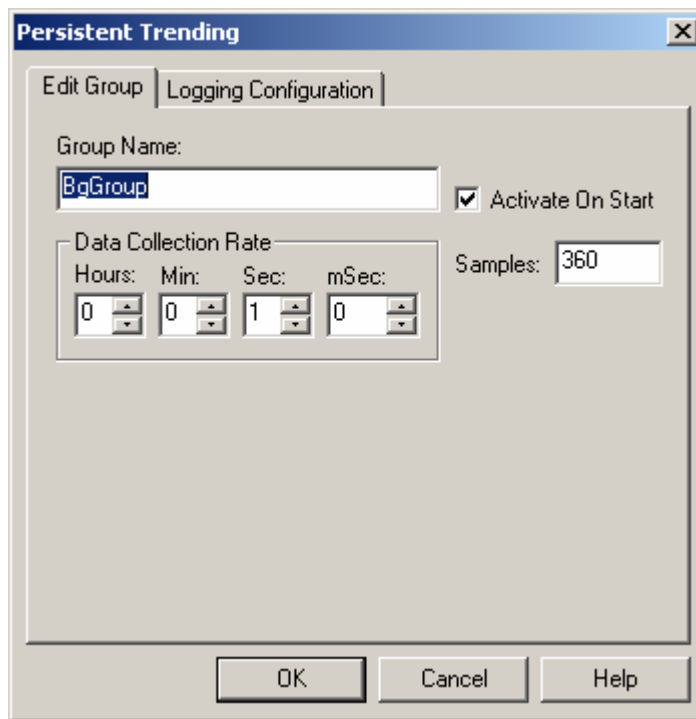 Persistent Trending
Edit Group
Logging Configuration
Group Name:
BgGroup
Activate On Start
Data Collection Rate
Hours: Min: Sec: mSec:
0 0 1 0
Samples: 360
OK Cancel Help